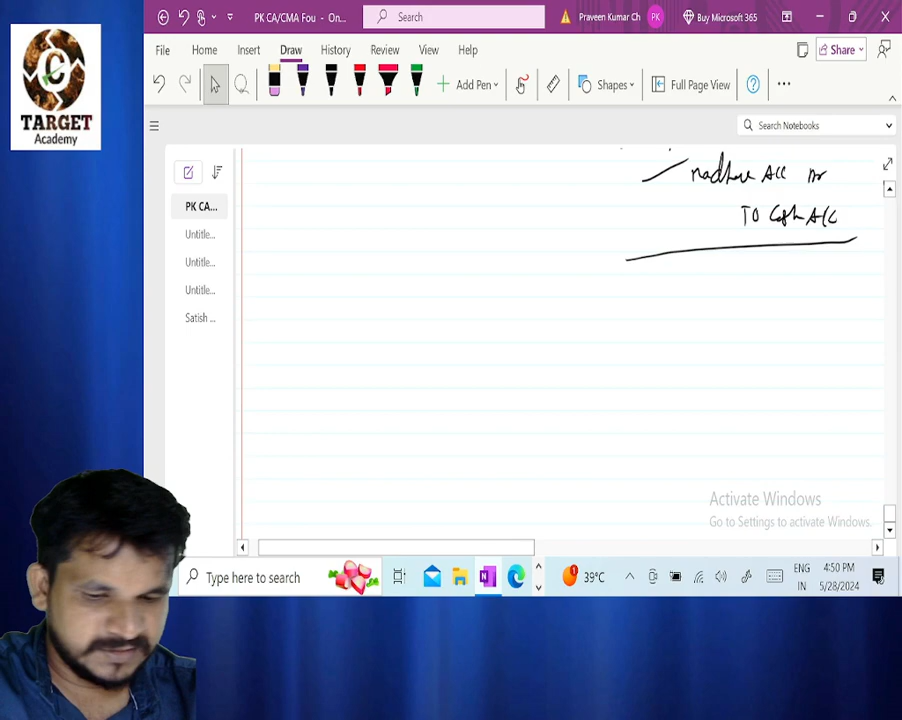 TARGET
Academy
PK CA/CMA Fou - On...
Search
Praveen Kumar Ch
PK
Buy Microsoft 365
File
Home
Insert
Draw
History
Review
View
Help
Share
Add Pen
Shapes
Full Page View
Search Notebooks
PK CA...
Untitle...
Untitle...
Untitle...
Satish ...
A/C Dr
TO Cash A/C
Activate Windows
Go to Settings to activate Windows.
Type here to search
39°C
ENG
IN
4:50 PM
5/28/2024